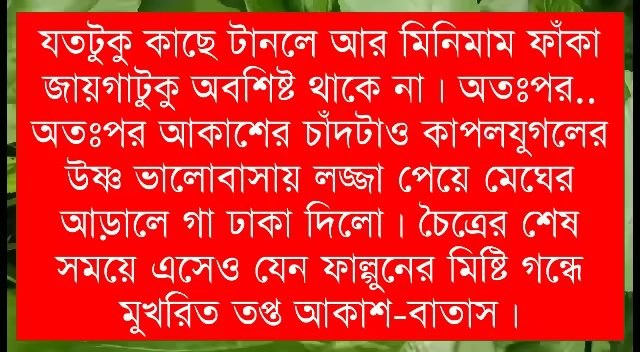 যতটুকু কাছে টানলে আর মিনিমাম ফাঁকা
জায়গাটুকু অবশিষ্ট থাকে না। অতঃপর..
অতঃপর আকাশের চাঁদটাও কাপলযুগলের
উষ্ণ ভালোবাসায় লজ্জা পেয়ে মেঘের
আড়ালে গা ঢাকা দিলো। চৈত্রের শেষ
সময়ে এসেও যেন ফাল্গুনের মিষ্টি গন্ধে
মুখরিত তপ্ত আকাশ-বাতাস।